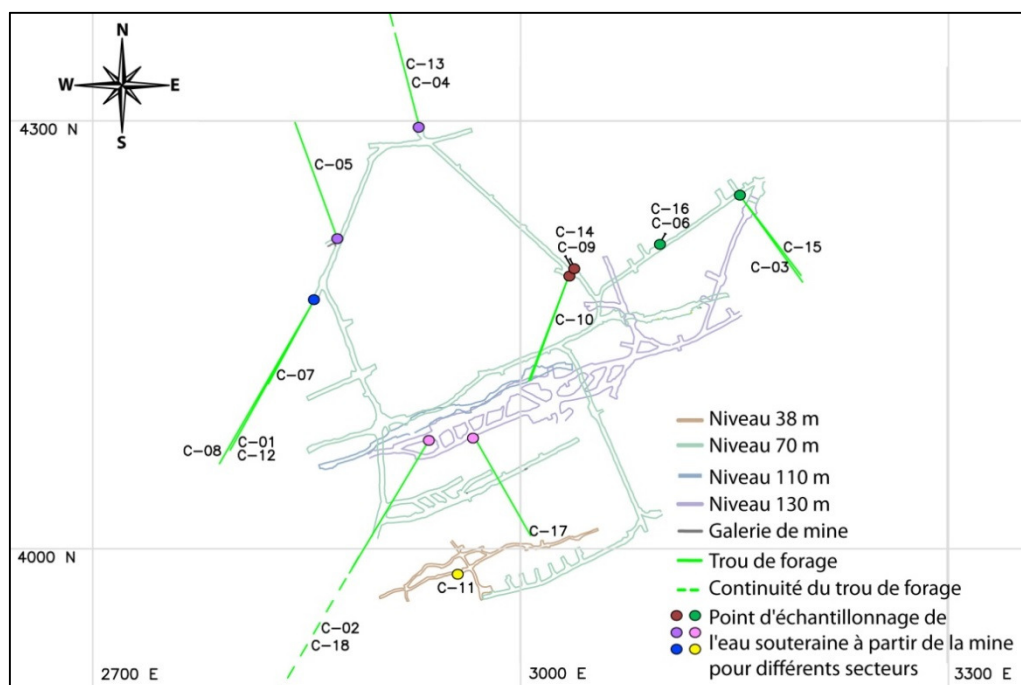 N
W E
S
4300 N
4000 N
2700 E
3000 E
3300 E
C-13
C-04
C-05
C-14
C-09
C-16
C-06
C-15
C-03
C-10
C-07
C-08
C-01
C-12
C-17
C-11
C-02
C-18
Niveau 38 m
Niveau 70 m
Niveau 110 m
Niveau 130 m
Galerie de mine
Trou de forage
Continuité du trou de forage
Point d'échantillonnage de
l'eau souteraine à partir de la mine
pour différents secteurs